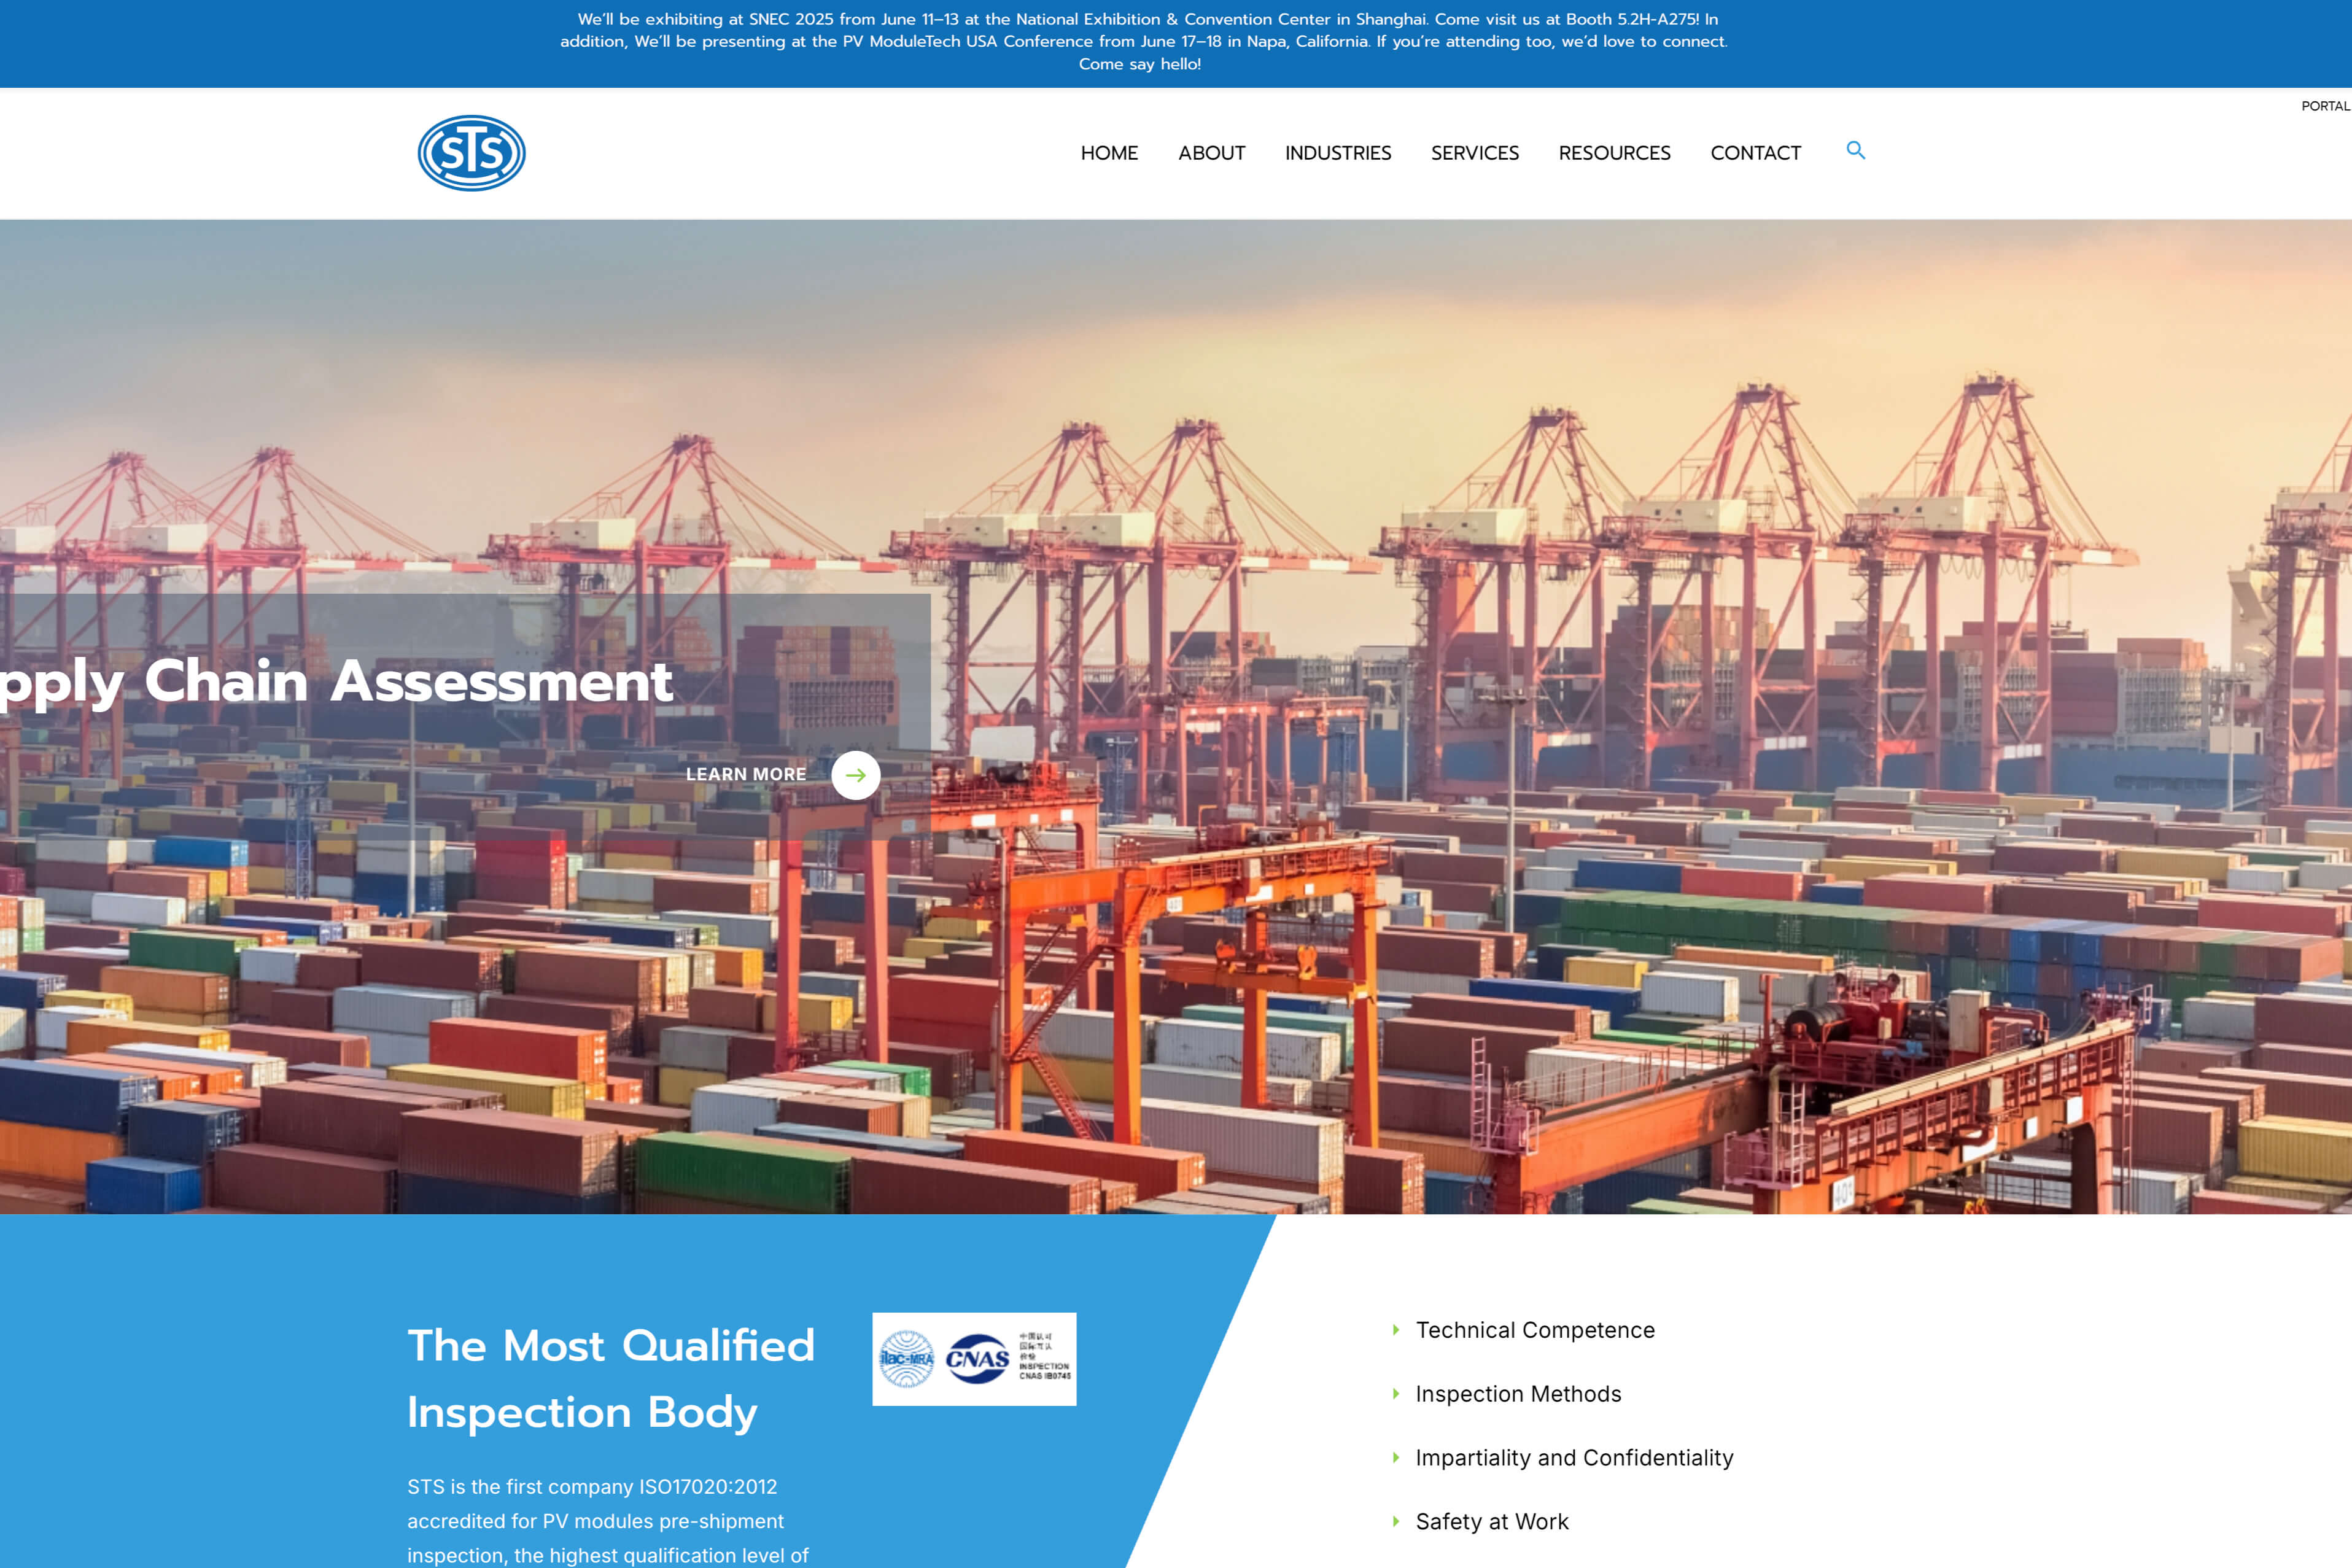 We'll be exhibiting at SNEC 2025 from June 11–13 at the National Exhibition & Convention Center in Shanghai. Come visit us at Booth 5.2H-A275! In
addition, We'll be presenting at the PV ModuleTech USA Conference from June 17–18 in Napa, California. If you're attending too, we'd love to connect.
Come say hello!
PORTAL
STS
HOME ABOUT INDUSTRIES SERVICES RESOURCES CONTACT
pply Chain Assessment
LEARN MORE
The Most Qualified
Inspection Body
ilac-MRA CNAS
中国认可
国际互认
检验
INSPECTION
CNAS IB0745
STS is the first company ISO17020:2012
accredited for PV modules pre-shipment
inspection, the highest qualification level of
Technical Competence
Inspection Methods
Impartiality and Confidentiality
Safety at Work